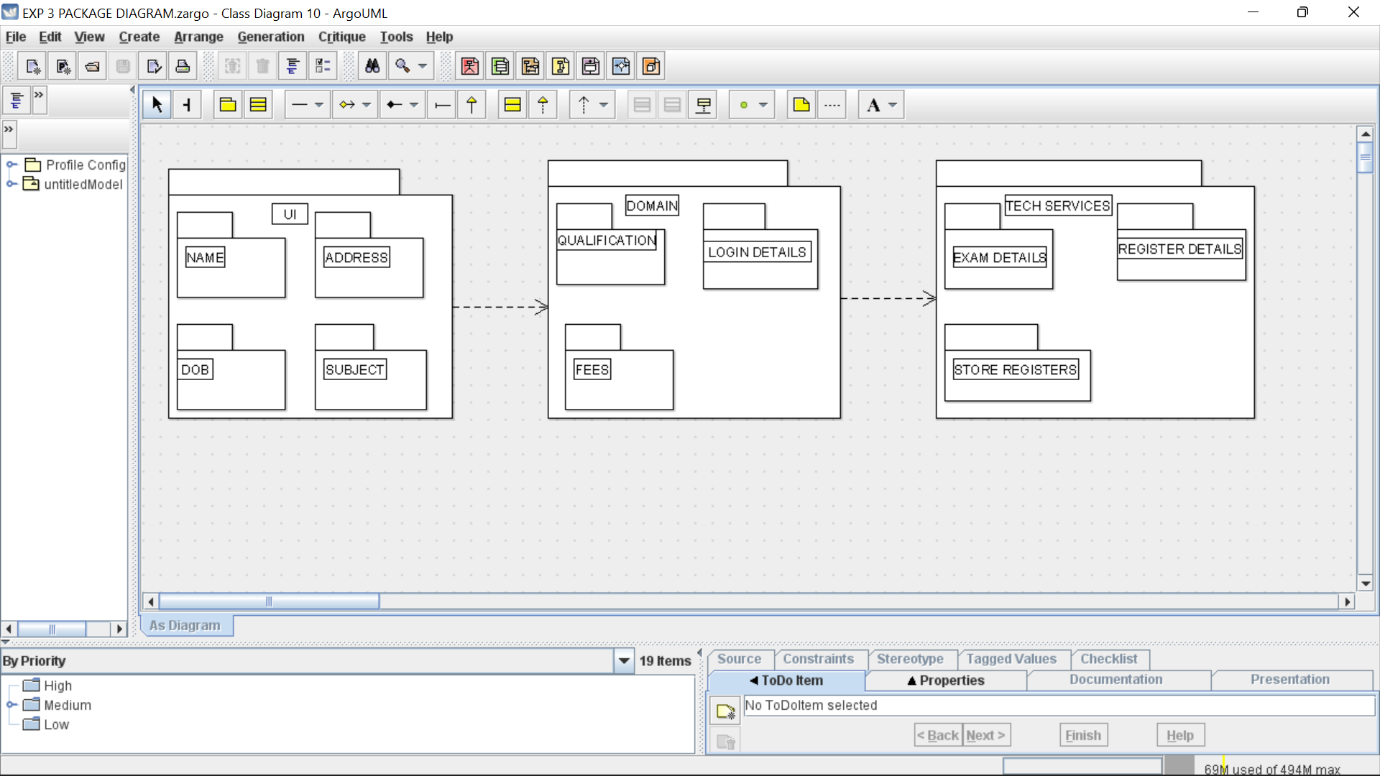 EXP 3 PACKAGE DIAGRAM.zargo - Class Diagram 10 - ArgoUML
File Edit View Create Arrange Generation Critique Tools Help
A
Profile Config
untitledModel
UI
NAME
ADDRESS
DOB
SUBJECT
DOMAIN
QUALIFICATION
LOGIN DETAILS
FEES
TECH SERVICES
EXAM DETAILS
REGISTER DETAILS
STORE REGISTERS
As Diagram
By Priority
19 Items
High
Medium
Low
Source Constraints Stereotype Tagged Values Checklist
ToDo Item Properties Documentation Presentation
No ToDoItem selected
< Back Next > Finish Help
69M used of 494M max